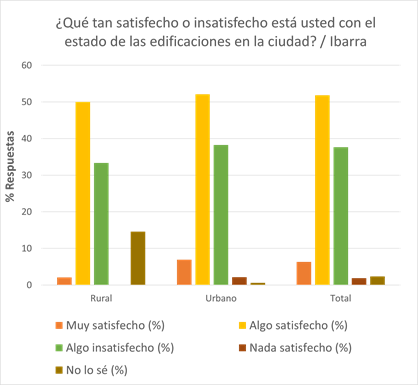 ¿Qué tan satisfecho o insatisfecho está usted con el
estado de las edificaciones en la ciudad? / Ibarra
% Respuestas
60
50
40
30
20
10
0
Rural Urbano Total
Muy satisfecho (%) Algo satisfecho (%)
Algo insatisfecho (%) Nada satisfecho (%)
No lo sé (%)